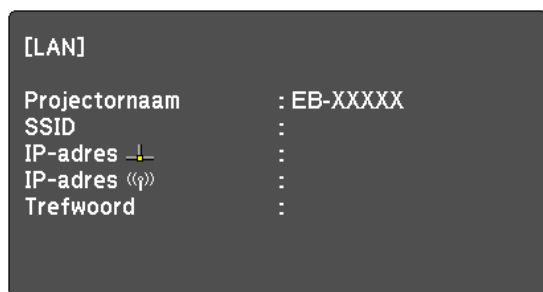 [LAN]
Projectornaam : EB-XXXXX
SSID :
IP-adres :
IP-adres :
Trefwoord :